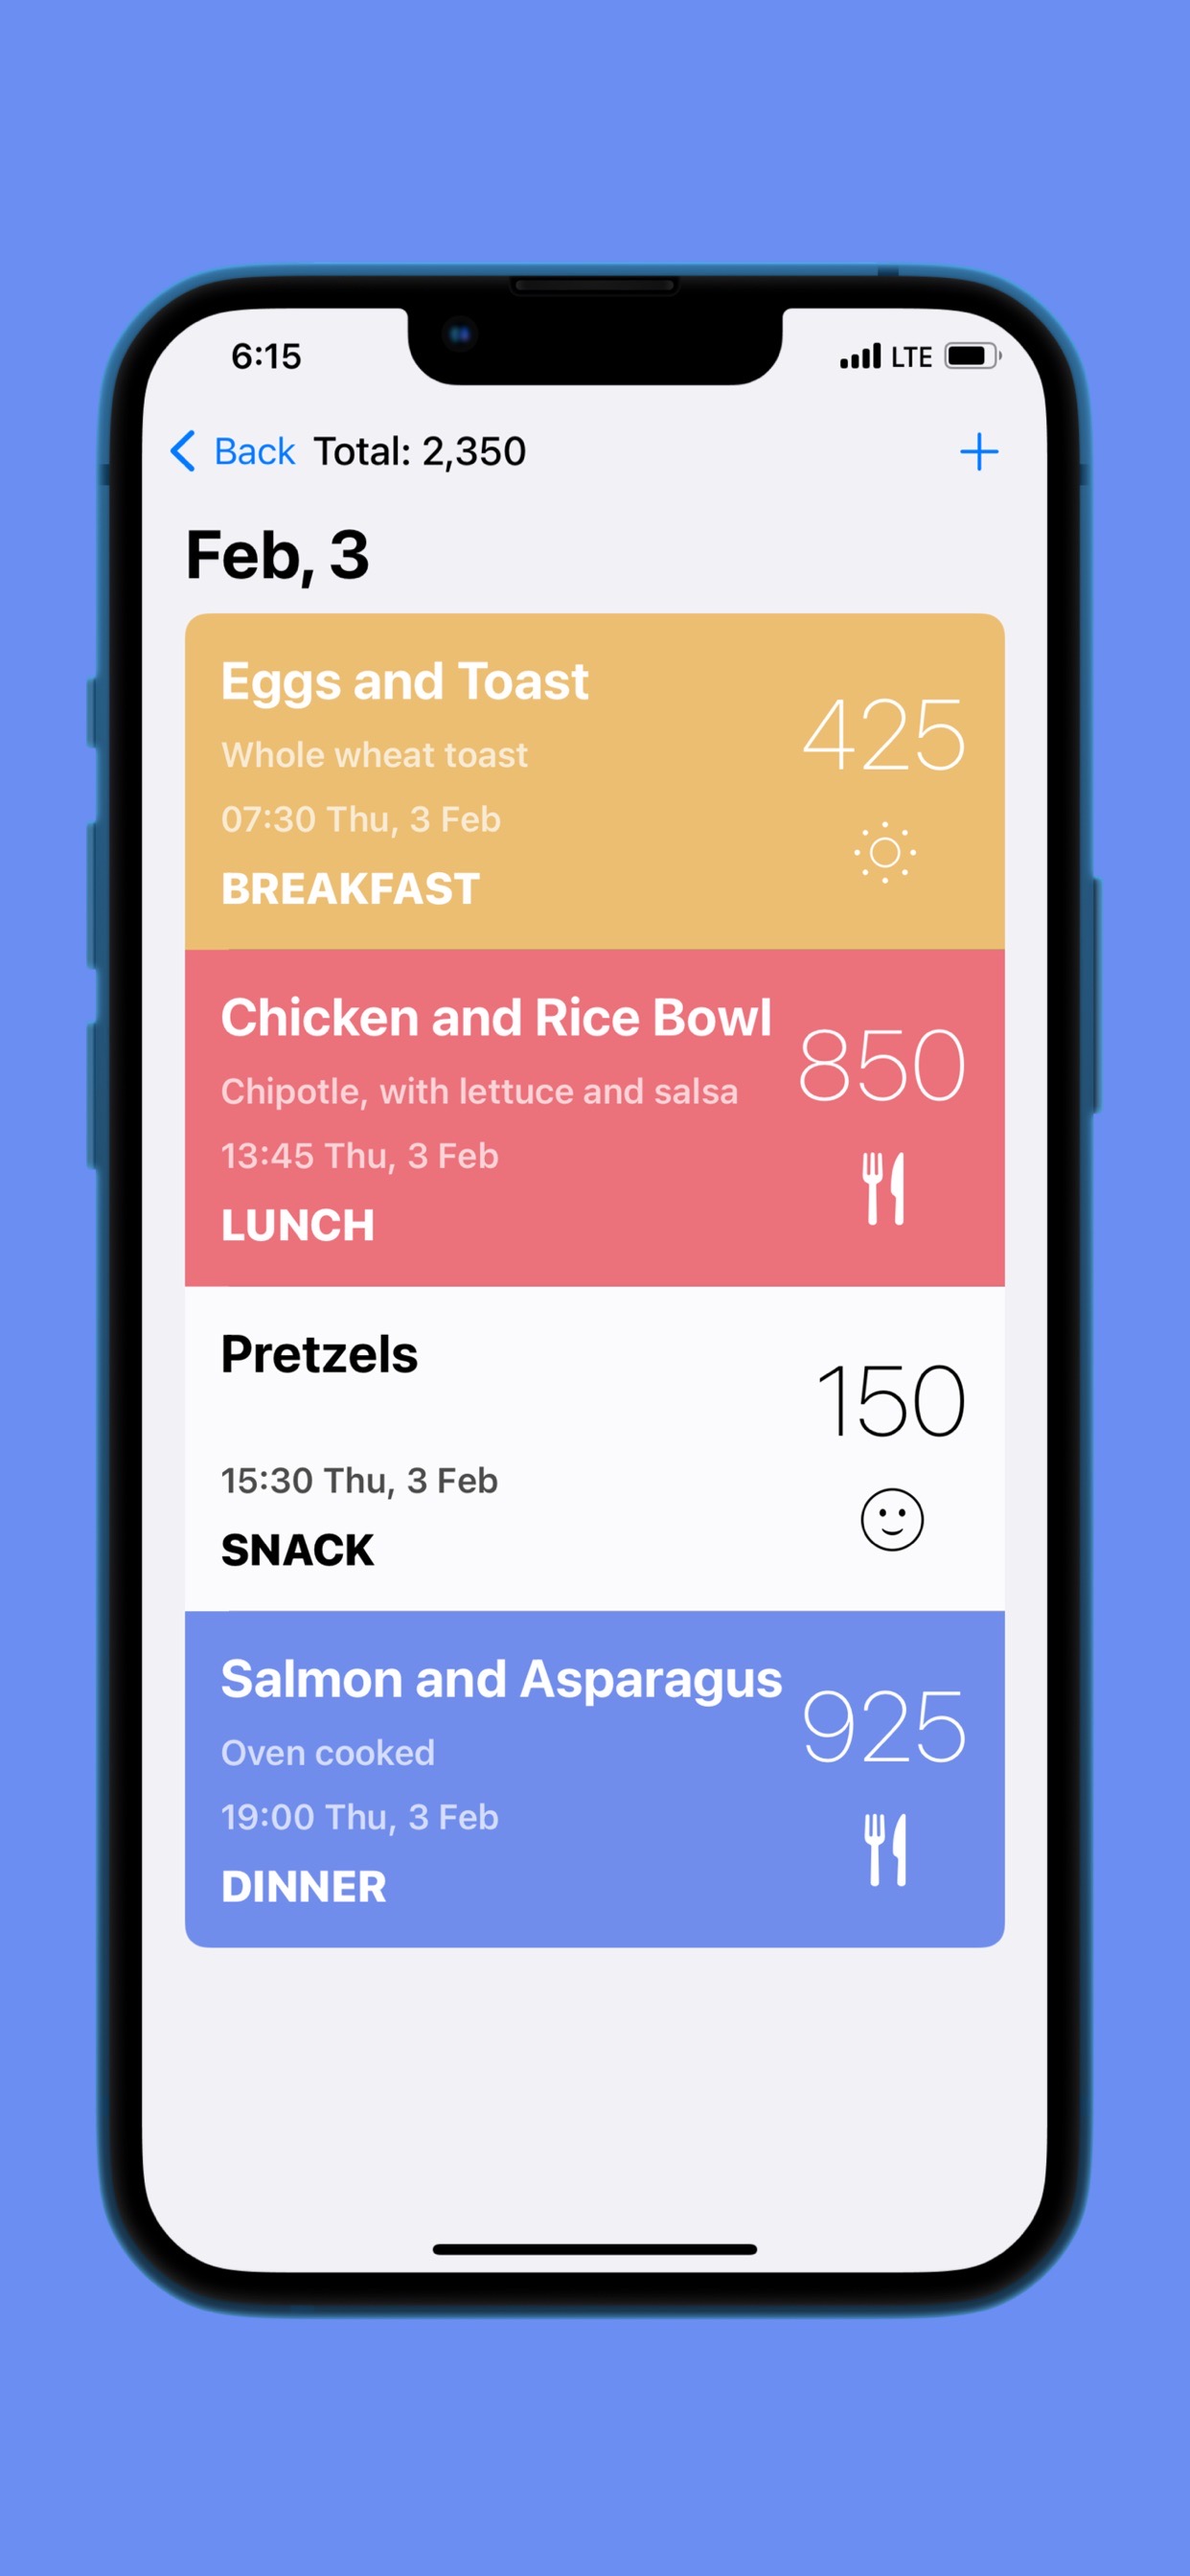 6:15 LTE
Back Total: 2,350
Feb, 3
Eggs and Toast
425
Whole wheat toast
07:30 Thu, 3 Feb
BREAKFAST
Chicken and Rice Bowl
850
Chipotle, with lettuce and salsa
13:45 Thu, 3 Feb
LUNCH
Pretzels
150
15:30 Thu, 3 Feb
SNACK
Salmon and Asparagus
925
Oven cooked
19:00 Thu, 3 Feb
DINNER